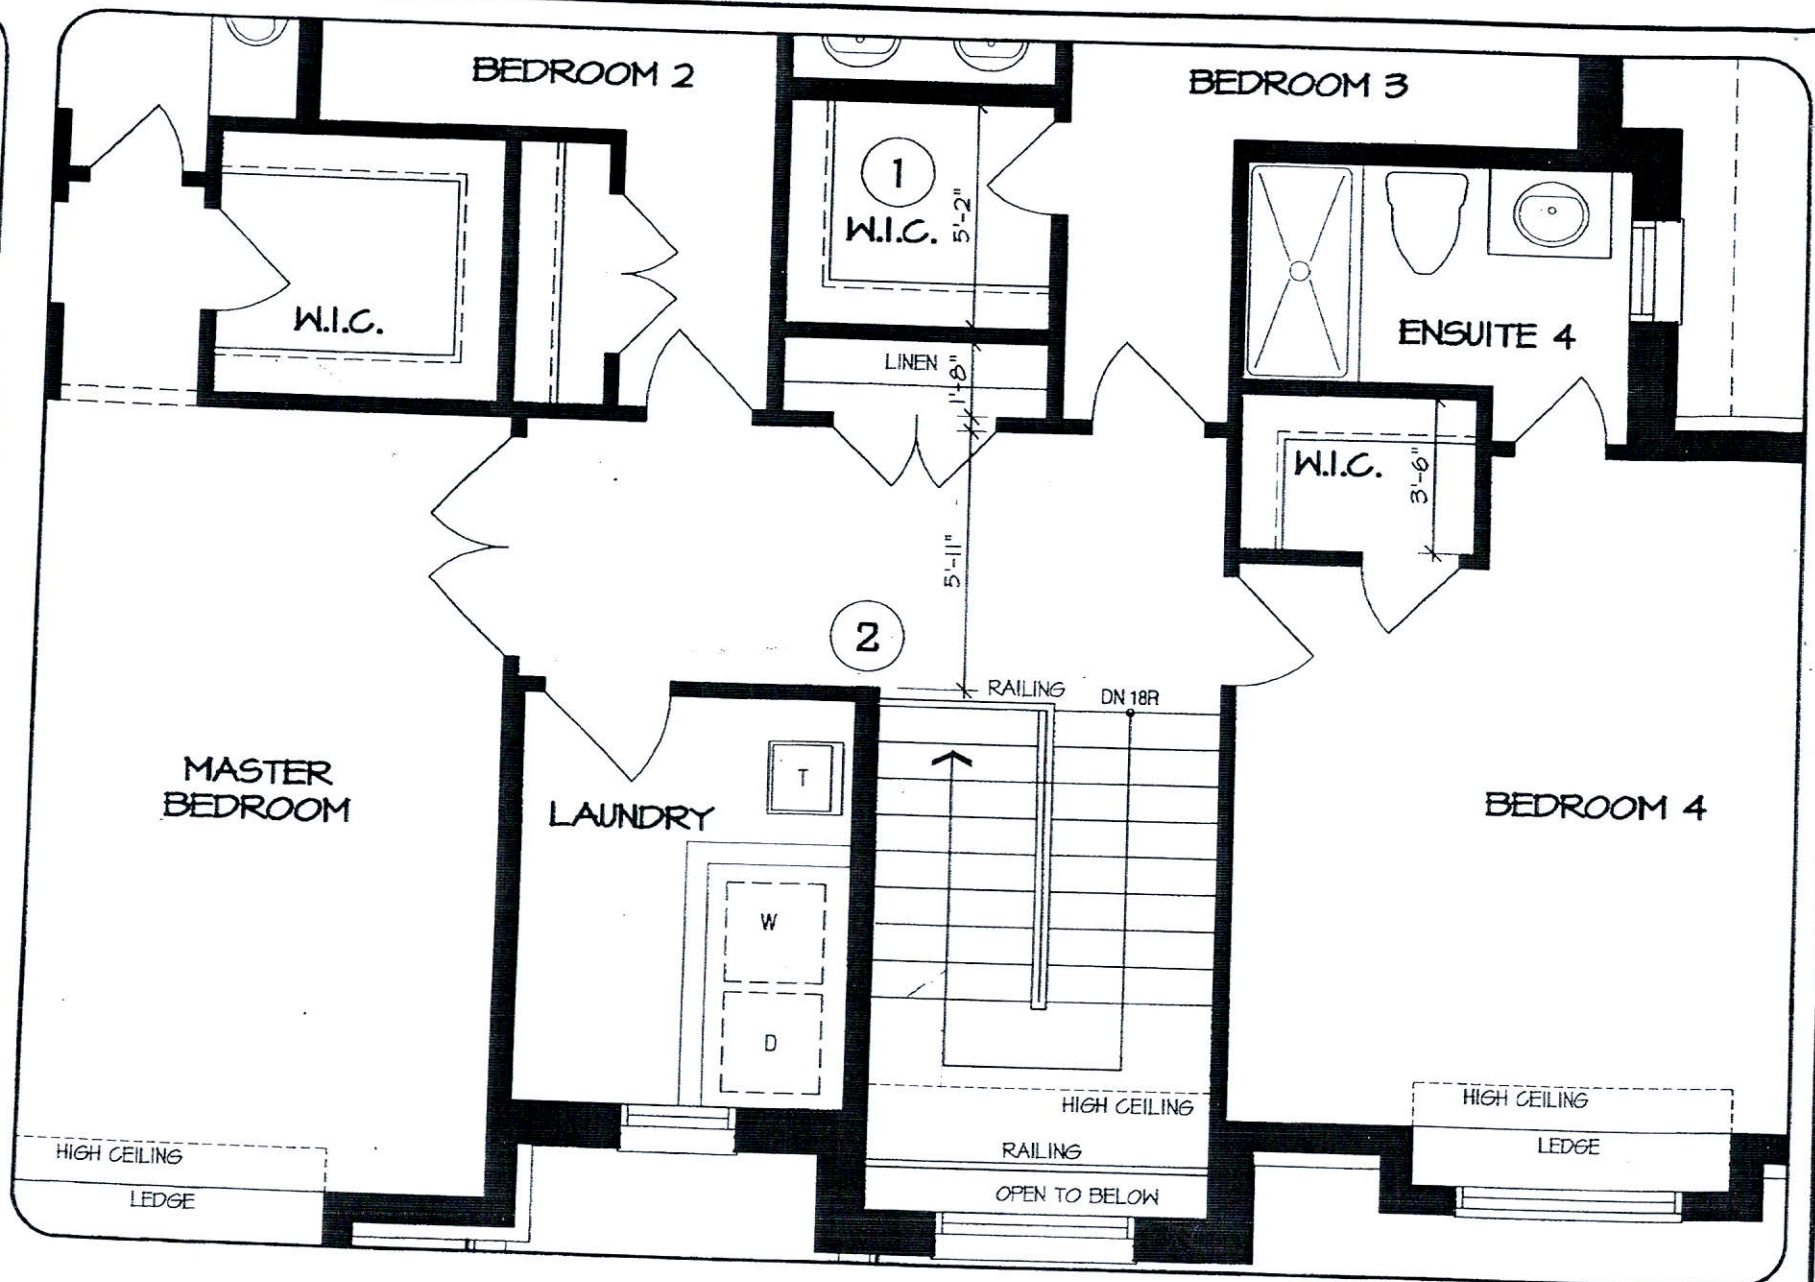 BEDROOM 2
BEDROOM 3
1
W.I.C.
5'-2"
W.I.C.
ENSUITE 4
LINEN
1'-8"
W.I.C.
3'-6"
5'-11"
2
RAILING
DN 18R
MASTER
BEDROOM
LAUNDRY
T
BEDROOM 4
W
D
HIGH CEILING
HIGH CEILING
LEDGE
HIGH CEILING
RAILING
LEDGE
OPEN TO BELOW